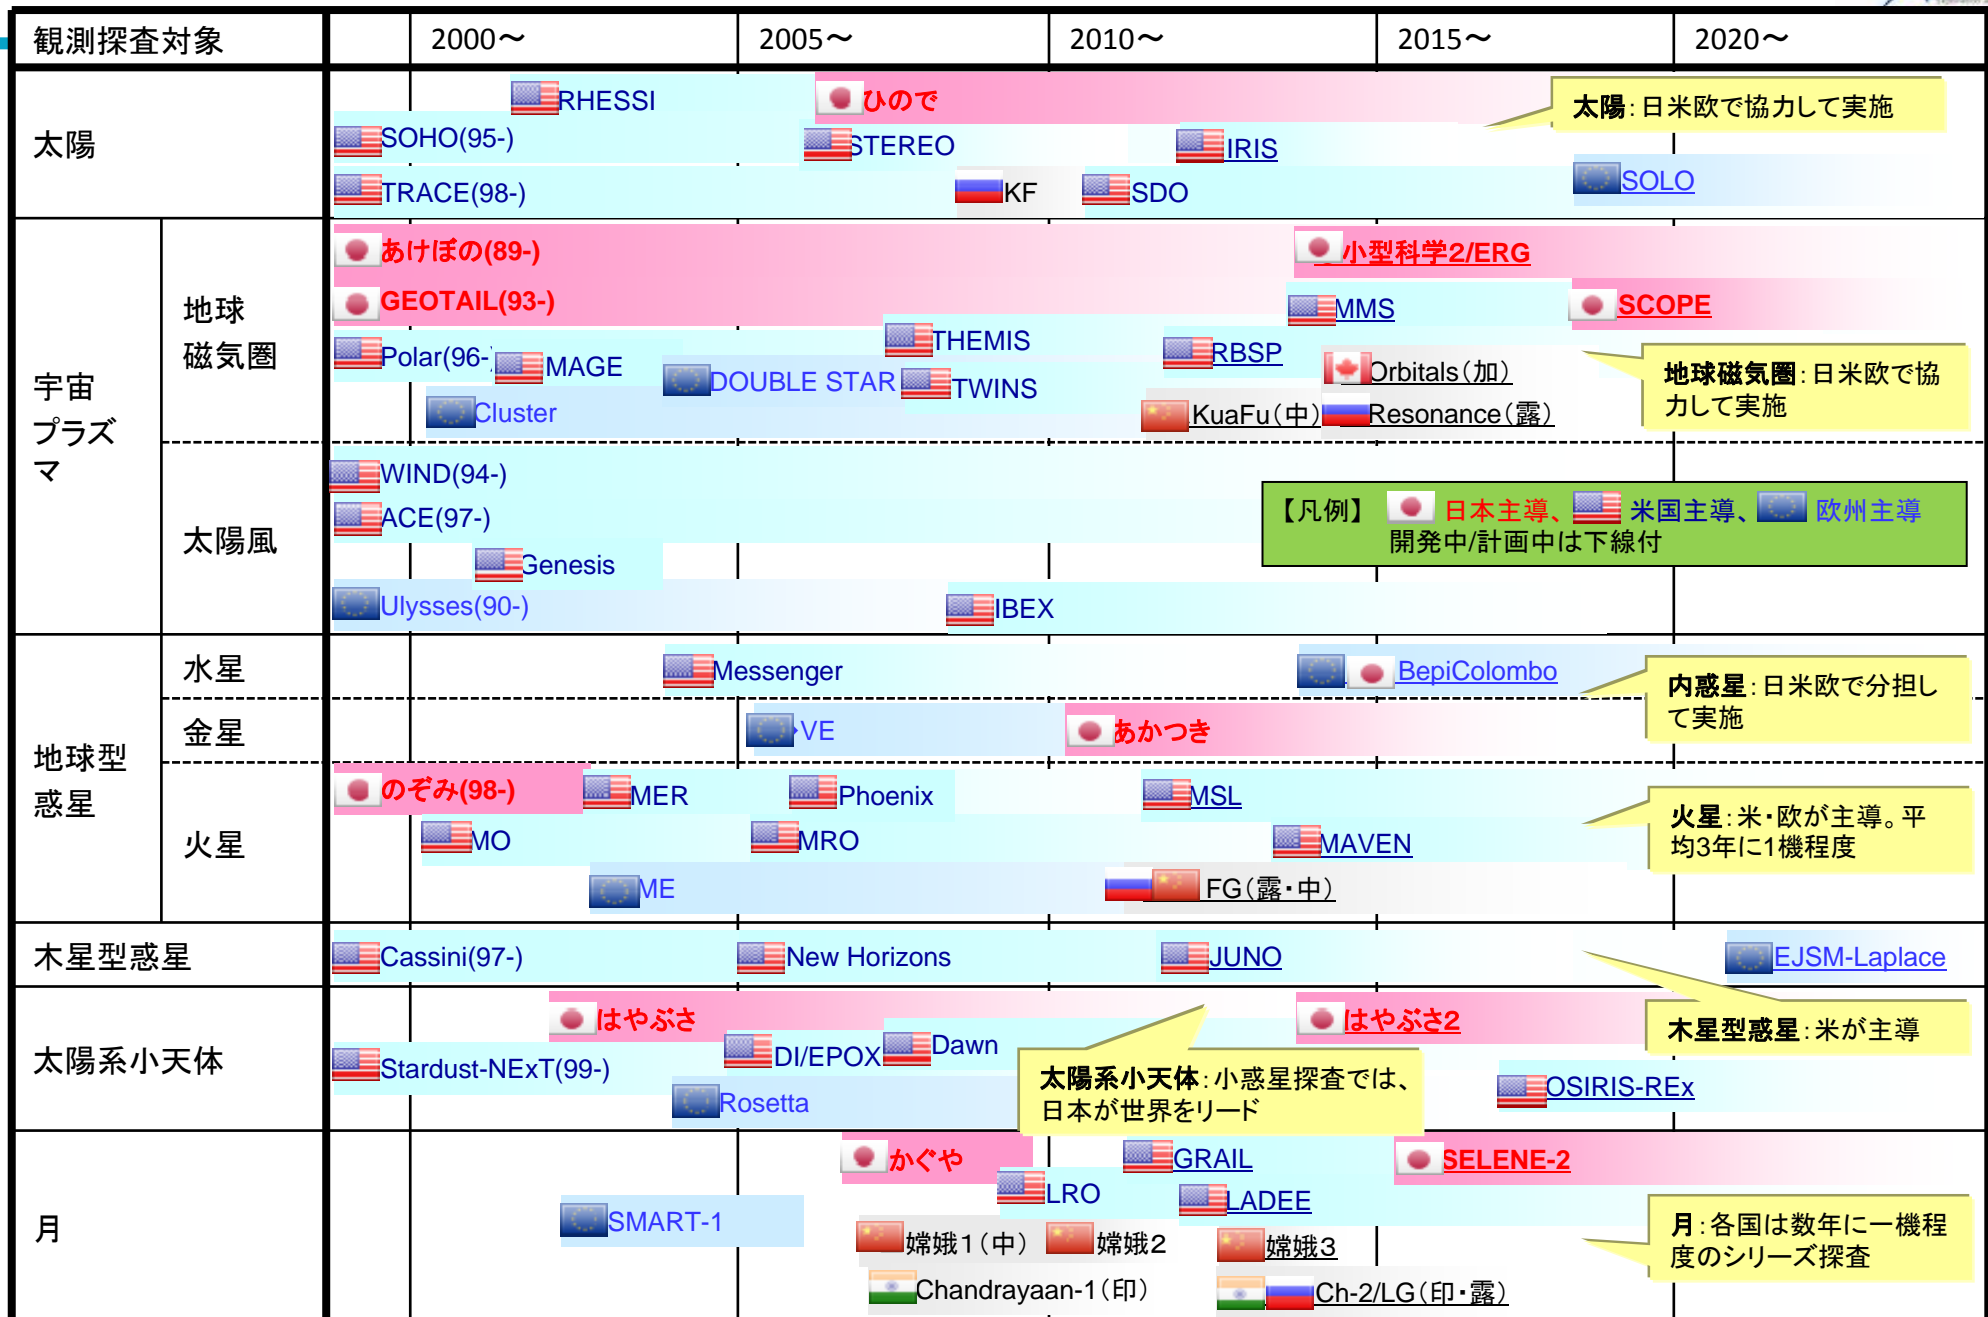 観測探査対象
2000～
2005～
2010～
2015～
2020～
太陽
RHESSI
ひので
太陽：日米欧で協力して実施
SOHO(95-)
STEREO
IRIS
TRACE(98-)
KF
SDO
SOLO
宇宙
プラズ
マ
地球
磁気圏
あけぼの(89-)
小型科学2/ERG
GEOTAIL(93-)
MMS
SCOPE
Polar(96-
MAGE
THEMIS
RBSP
DOUBLE STAR
TWINS
Orbitals（加）
Cluster
KuaFu（中）
Resonance（露）
地球磁気圏：日米欧で協
力して実施
太陽風
WIND(94-)
ACE(97-)
Genesis
Ulysses(90-)
IBEX
【凡例】 日本主導、 米国主導、 欧州主導
開発中/計画中は下線付
地球型
惑星
水星
Messenger
BepiColombo
内惑星：日米欧で分担し
て実施
金星
VE
あかつき
火星
のぞみ(98-)
MER
Phoenix
MSL
MO
MRO
MAVEN
ME
FG（露・中）
火星：米・欧が主導。平
均3年に1機程度
木星型惑星
Cassini(97-)
New Horizons
JUNO
EJSM-Laplace
木星型惑星：米が主導
太陽系小天体
はやぶさ
はやぶさ2
Stardust-NExT(99-)
DI/EPOX
Dawn
Rosetta
OSIRIS-REx
太陽系小天体：小惑星探査では、
日本が世界をリード
月
かぐや
GRAIL
SELENE-2
LRO
LADEE
SMART-1
嫦娥1（中）
嫦娥2
嫦娥3
Chandrayaan-1（印）
Ch-2/LG（印・露）
月：各国は数年に一機程
度のシリーズ探査